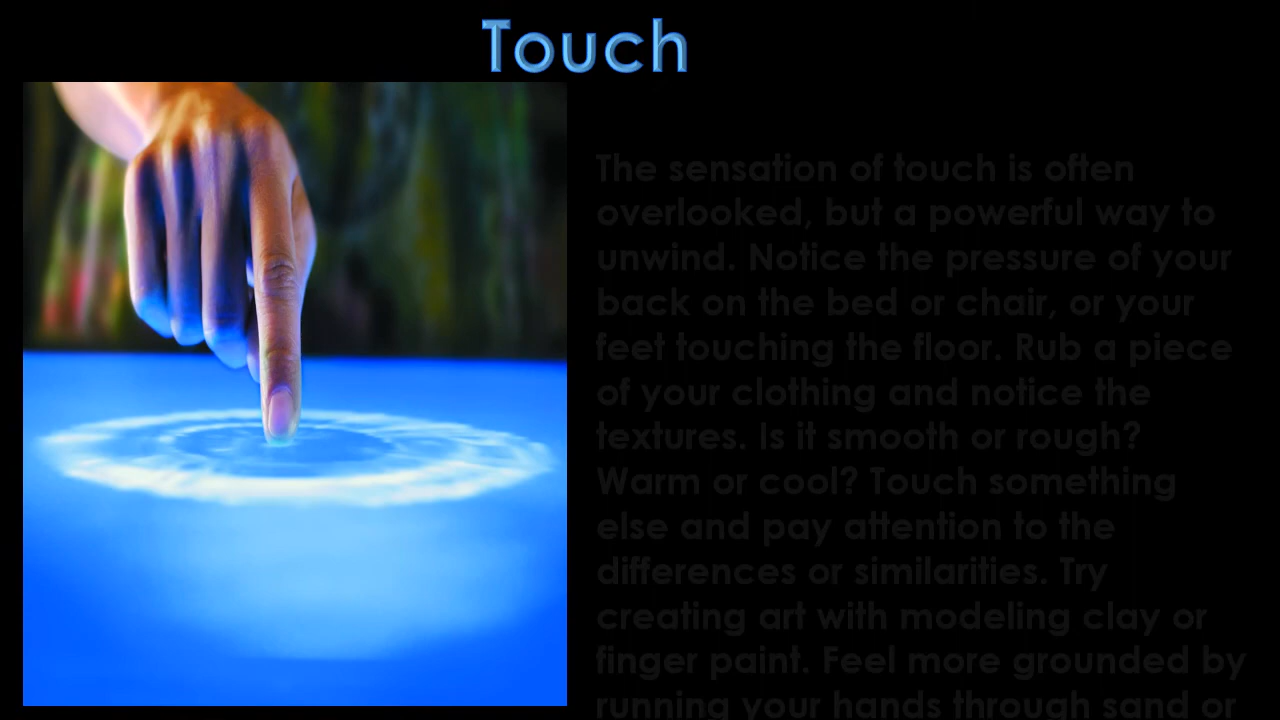 Touch
The sensation of touch is often
overlooked, but a powerful way to
unwind. Notice the pressure of your
back on the bed or chair, or your
feet touching the floor. Rub a piece
of your clothing and notice the
textures. Is it smooth or rough?
Warm or cool? Touch something
else and pay attention to the
differences or similarities. Try
creating art with modeling clay or
finger paint. Feel more grounded by
running your hands through sand or